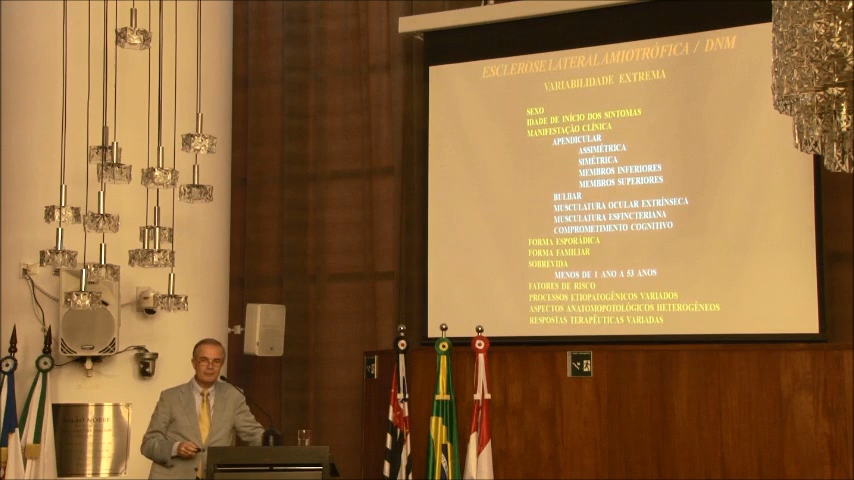 ESCLEROSE LATERAL AMIOTRÓFICA / DNM
VARIABILIDADE EXTREMA
SEXO
IDADE DE INÍCIO DOS SINTOMAS
MANIFESTAÇÃO CLÍNICA
APENDICULAR
ASSIMÉTRICA
SIMÉTRICA
MEMBROS INFERIORES
MEMBROS SUPERIORES
BULBAR
MUSCULATURA OCULAR EXTRÍNSECA
MUSCULATURA ESFINCTERIANA
COMPROMETIMENTO COGNITIVO
FORMA ESPORÁDICA
FORMA FAMILIAR
SOBREVIDA
MENOS DE 1 ANO A 53 ANOS
FATORES DE RISCO
PROCESSOS ETIOPATOGÊNICOS VARIADOS
ASPECTOS ANATOMOPOTOLÓGICOS HETEROGÊNEOS
RESPOSTAS TERAPÊUTICAS VARIADAS
NOBRE